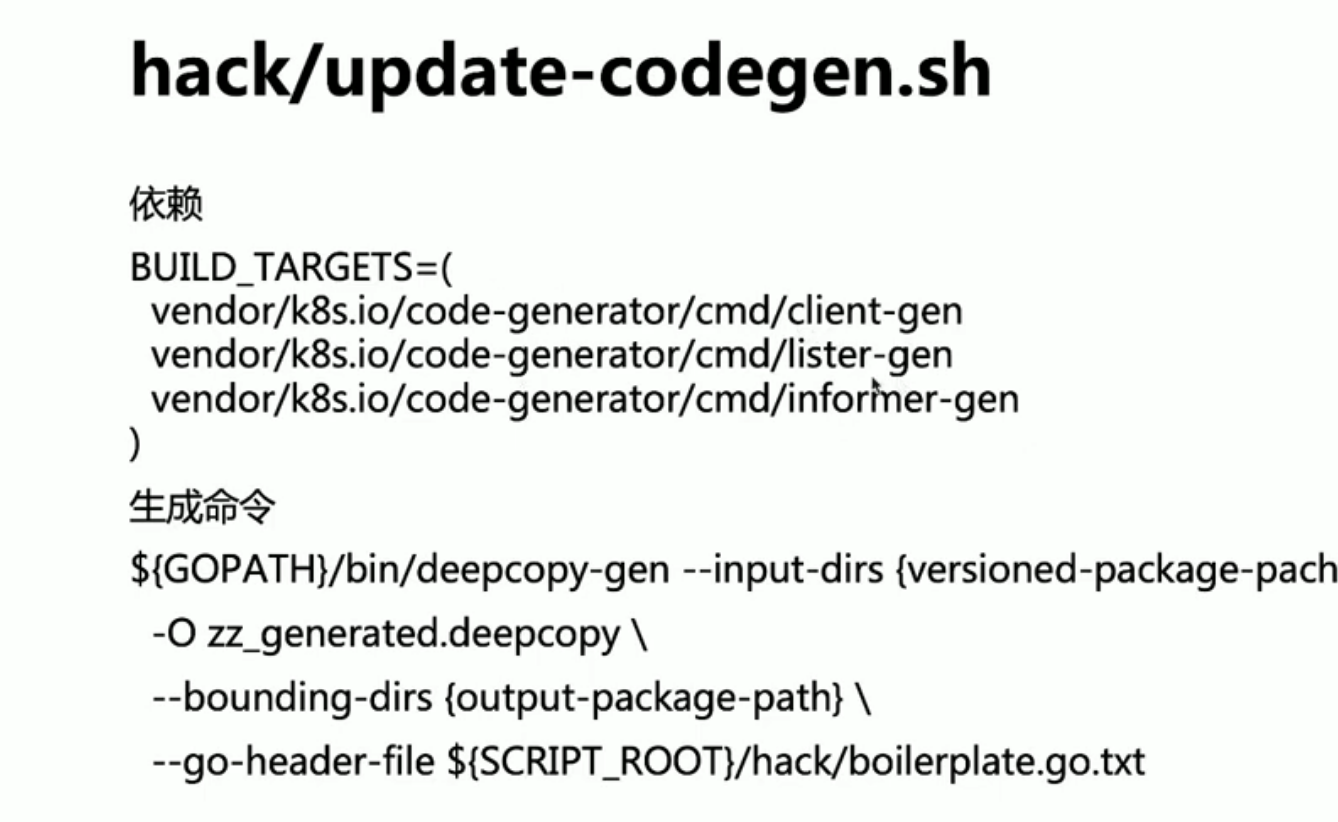 hack/update-codegen.sh
依赖
BUILD_TARGETS=(
vendor/k8s.io/code-generator/cmd/client-gen
vendor/k8s.io/code-generator/cmd/lister-gen
vendor/k8s.io/code-generator/cmd/informer-gen
)
生成命令
${GOPATH}/bin/deepcopy-gen --input-dirs {versioned-package-pach
-O zz_generated.deepcopy \
--bounding-dirs {output-package-path} \
--go-header-file ${SCRIPT_ROOT}/hack/boilerplate.go.txt